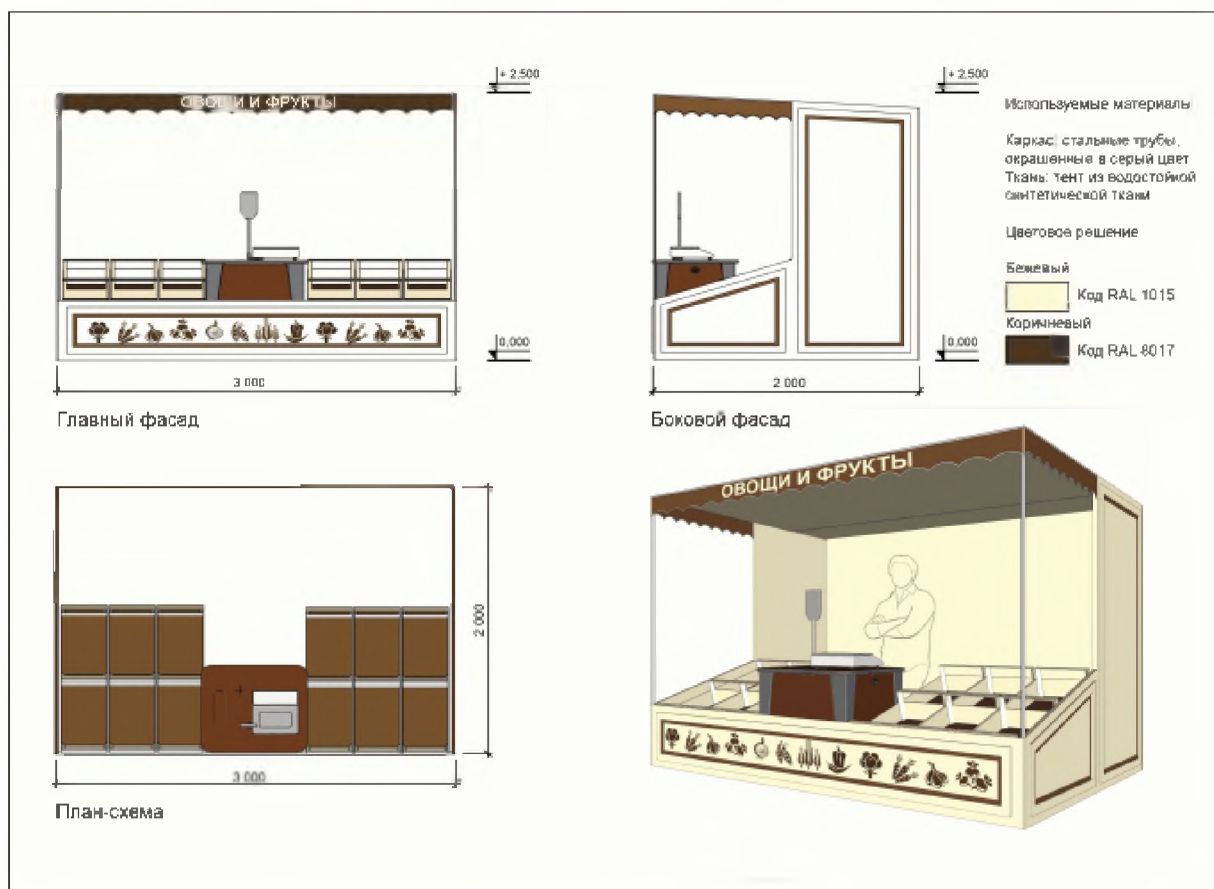 + 2,500
ОВОЩИ И ФРУКТЫ
0,000
3 000
Главный фасад
+ 2,500
0,000
2 000
Боковой фасад
Используемые материалы
Каркас: стальные трубы,
окрашенные в серый цвет
Ткань: тент из водостойкой
синтетической ткани
Цветовое решение
Бежевый
Код RAL 1015
Коричневый
Код RAL 8017
2 000
3 000
План-схема
ОВОЩИ И ФРУКТЫ